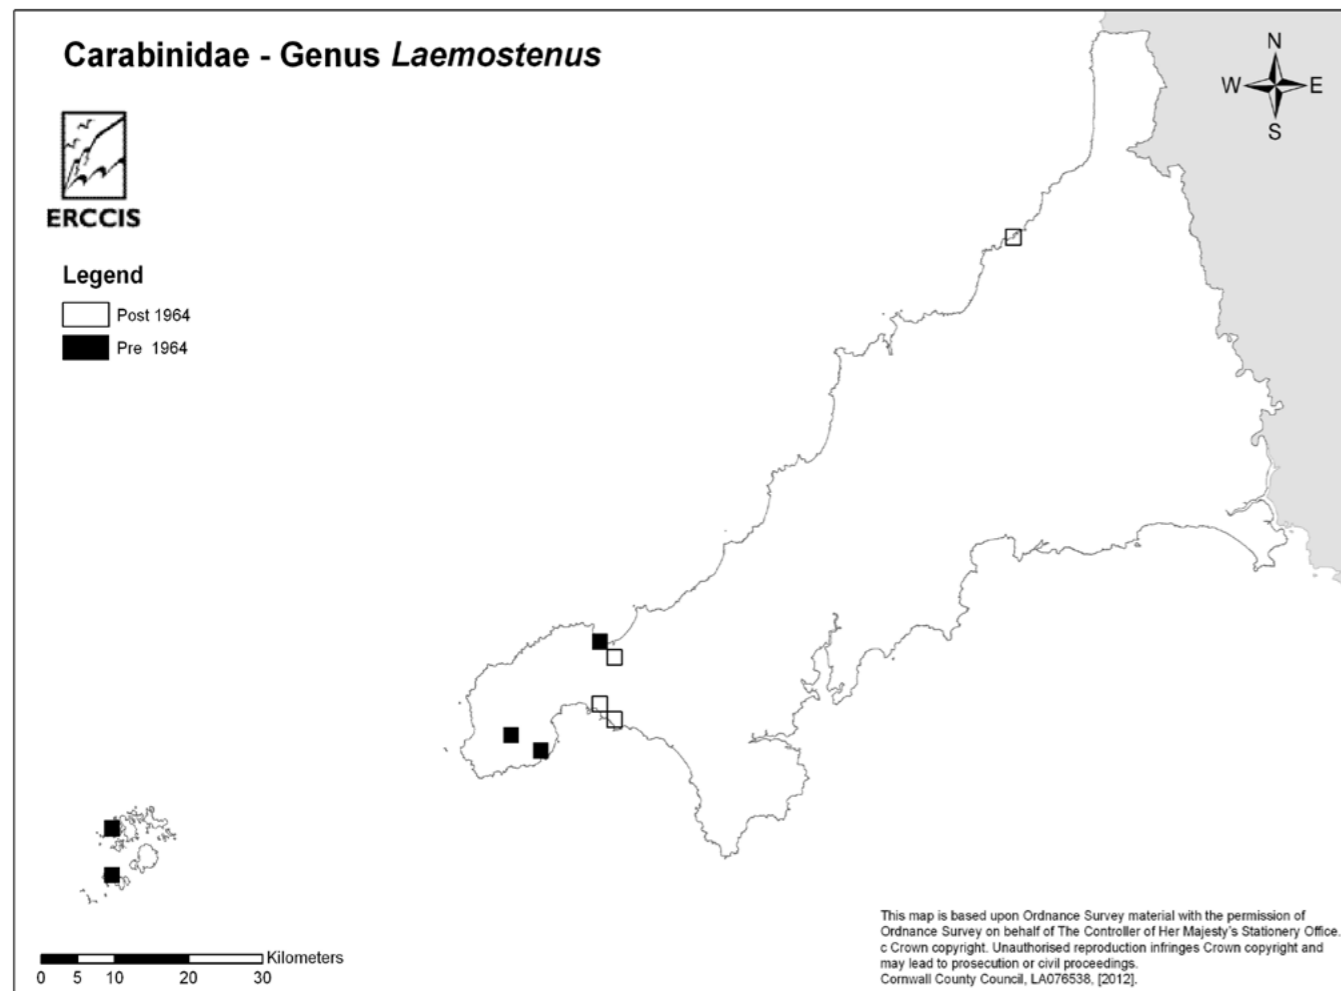 Carabinidae - Genus Laemostenus
N
W E
S
ERCCIS
Legend
Post 1964
Pre 1964
Kilometers
0 5 10 20 30
This map is based upon Ordnance Survey material with the permission of
Ordnance Survey on behalf of The Controller of Her Majesty's Stationery Office.
c Crown copyright. Unauthorised reproduction infringes Crown copyright and
may lead to prosecution or civil proceedings.
Cornwall County Council, LA076538, [2012].